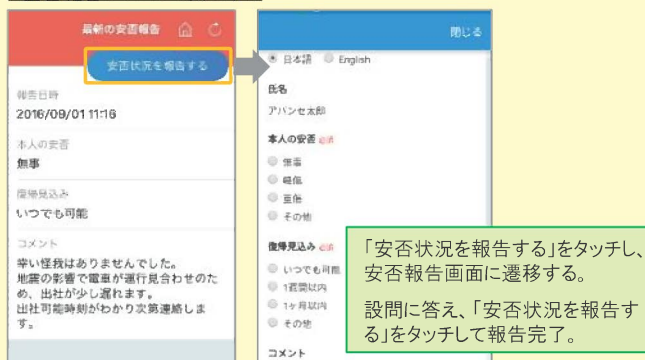 最新の安否報告
安否状況を報告する
報告日時
2016/09/01 11:16
本人の安否
無事
復帰見込み
いつでも可能
コメント
幸い怪我はありませんでした。
地震の影響で電車が運行見合わせのた
め、出社が少し遅れます。
出社可能時刻がわかり次第連絡しま
す。
閉じる
日本語 English
氏名
アバンセ太郎
本人の安否 必須
無事
軽傷
重傷
その他
復帰見込み 必須
いつでも可能
1週間以内
1ヶ月以内
その他
コメント
「安否状況を報告する」をタッチし、
安否報告画面に遷移する。
設問に答え、「安否状況を報告す
る」をタッチして報告完了。